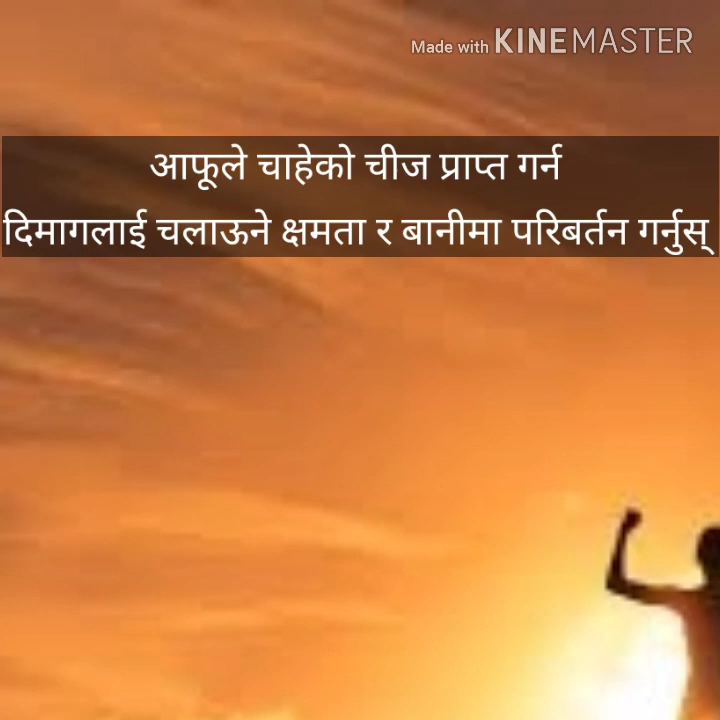 Made with KINEMASTER
आफूले चाहेको चीज प्राप्त गर्न
दिमागलाई चलाऊने क्षमता र बानीमा परिबर्तन गर्नुस्